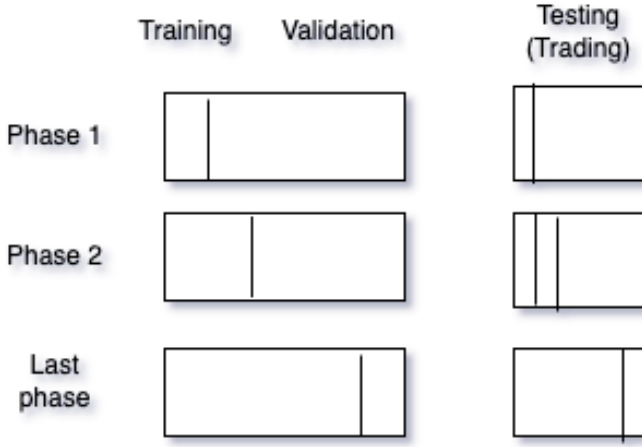 Training Validation Testing
(Trading)
Phase 1
Phase 2
Last
phase